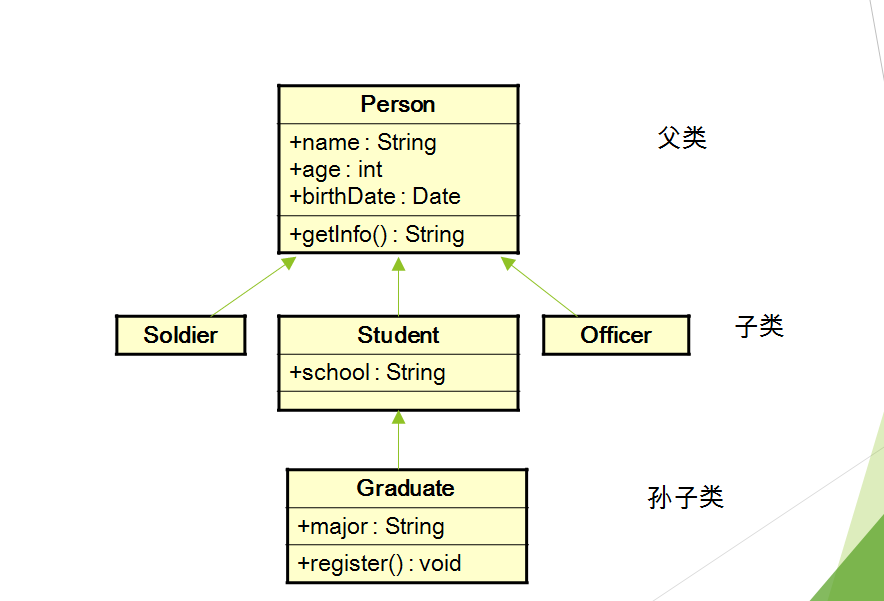 Person
+name : String
+age : int
+birthDate : Date
+getInfo() : String
父类
Soldier
Student
+school : String
Officer
子类
Graduate
+major : String
+register() : void
孙子类